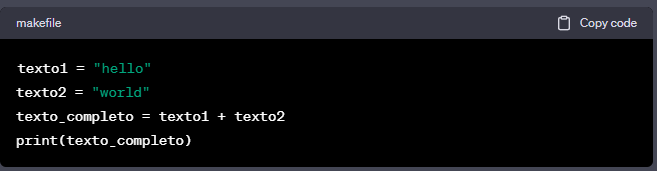 makefile
Copy code
texto1 = "hello"
texto2 = "world"
texto_completo = texto1 + texto2
print(texto_completo)